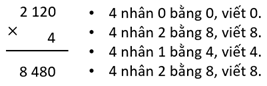 2 120
×
4
8 480
• 4 nhân 0 bằng 0, viết 0.
• 4 nhân 2 bằng 8, viết 8.
• 4 nhân 1 bằng 4, viết 4.
• 4 nhân 2 bằng 8, viết 8.